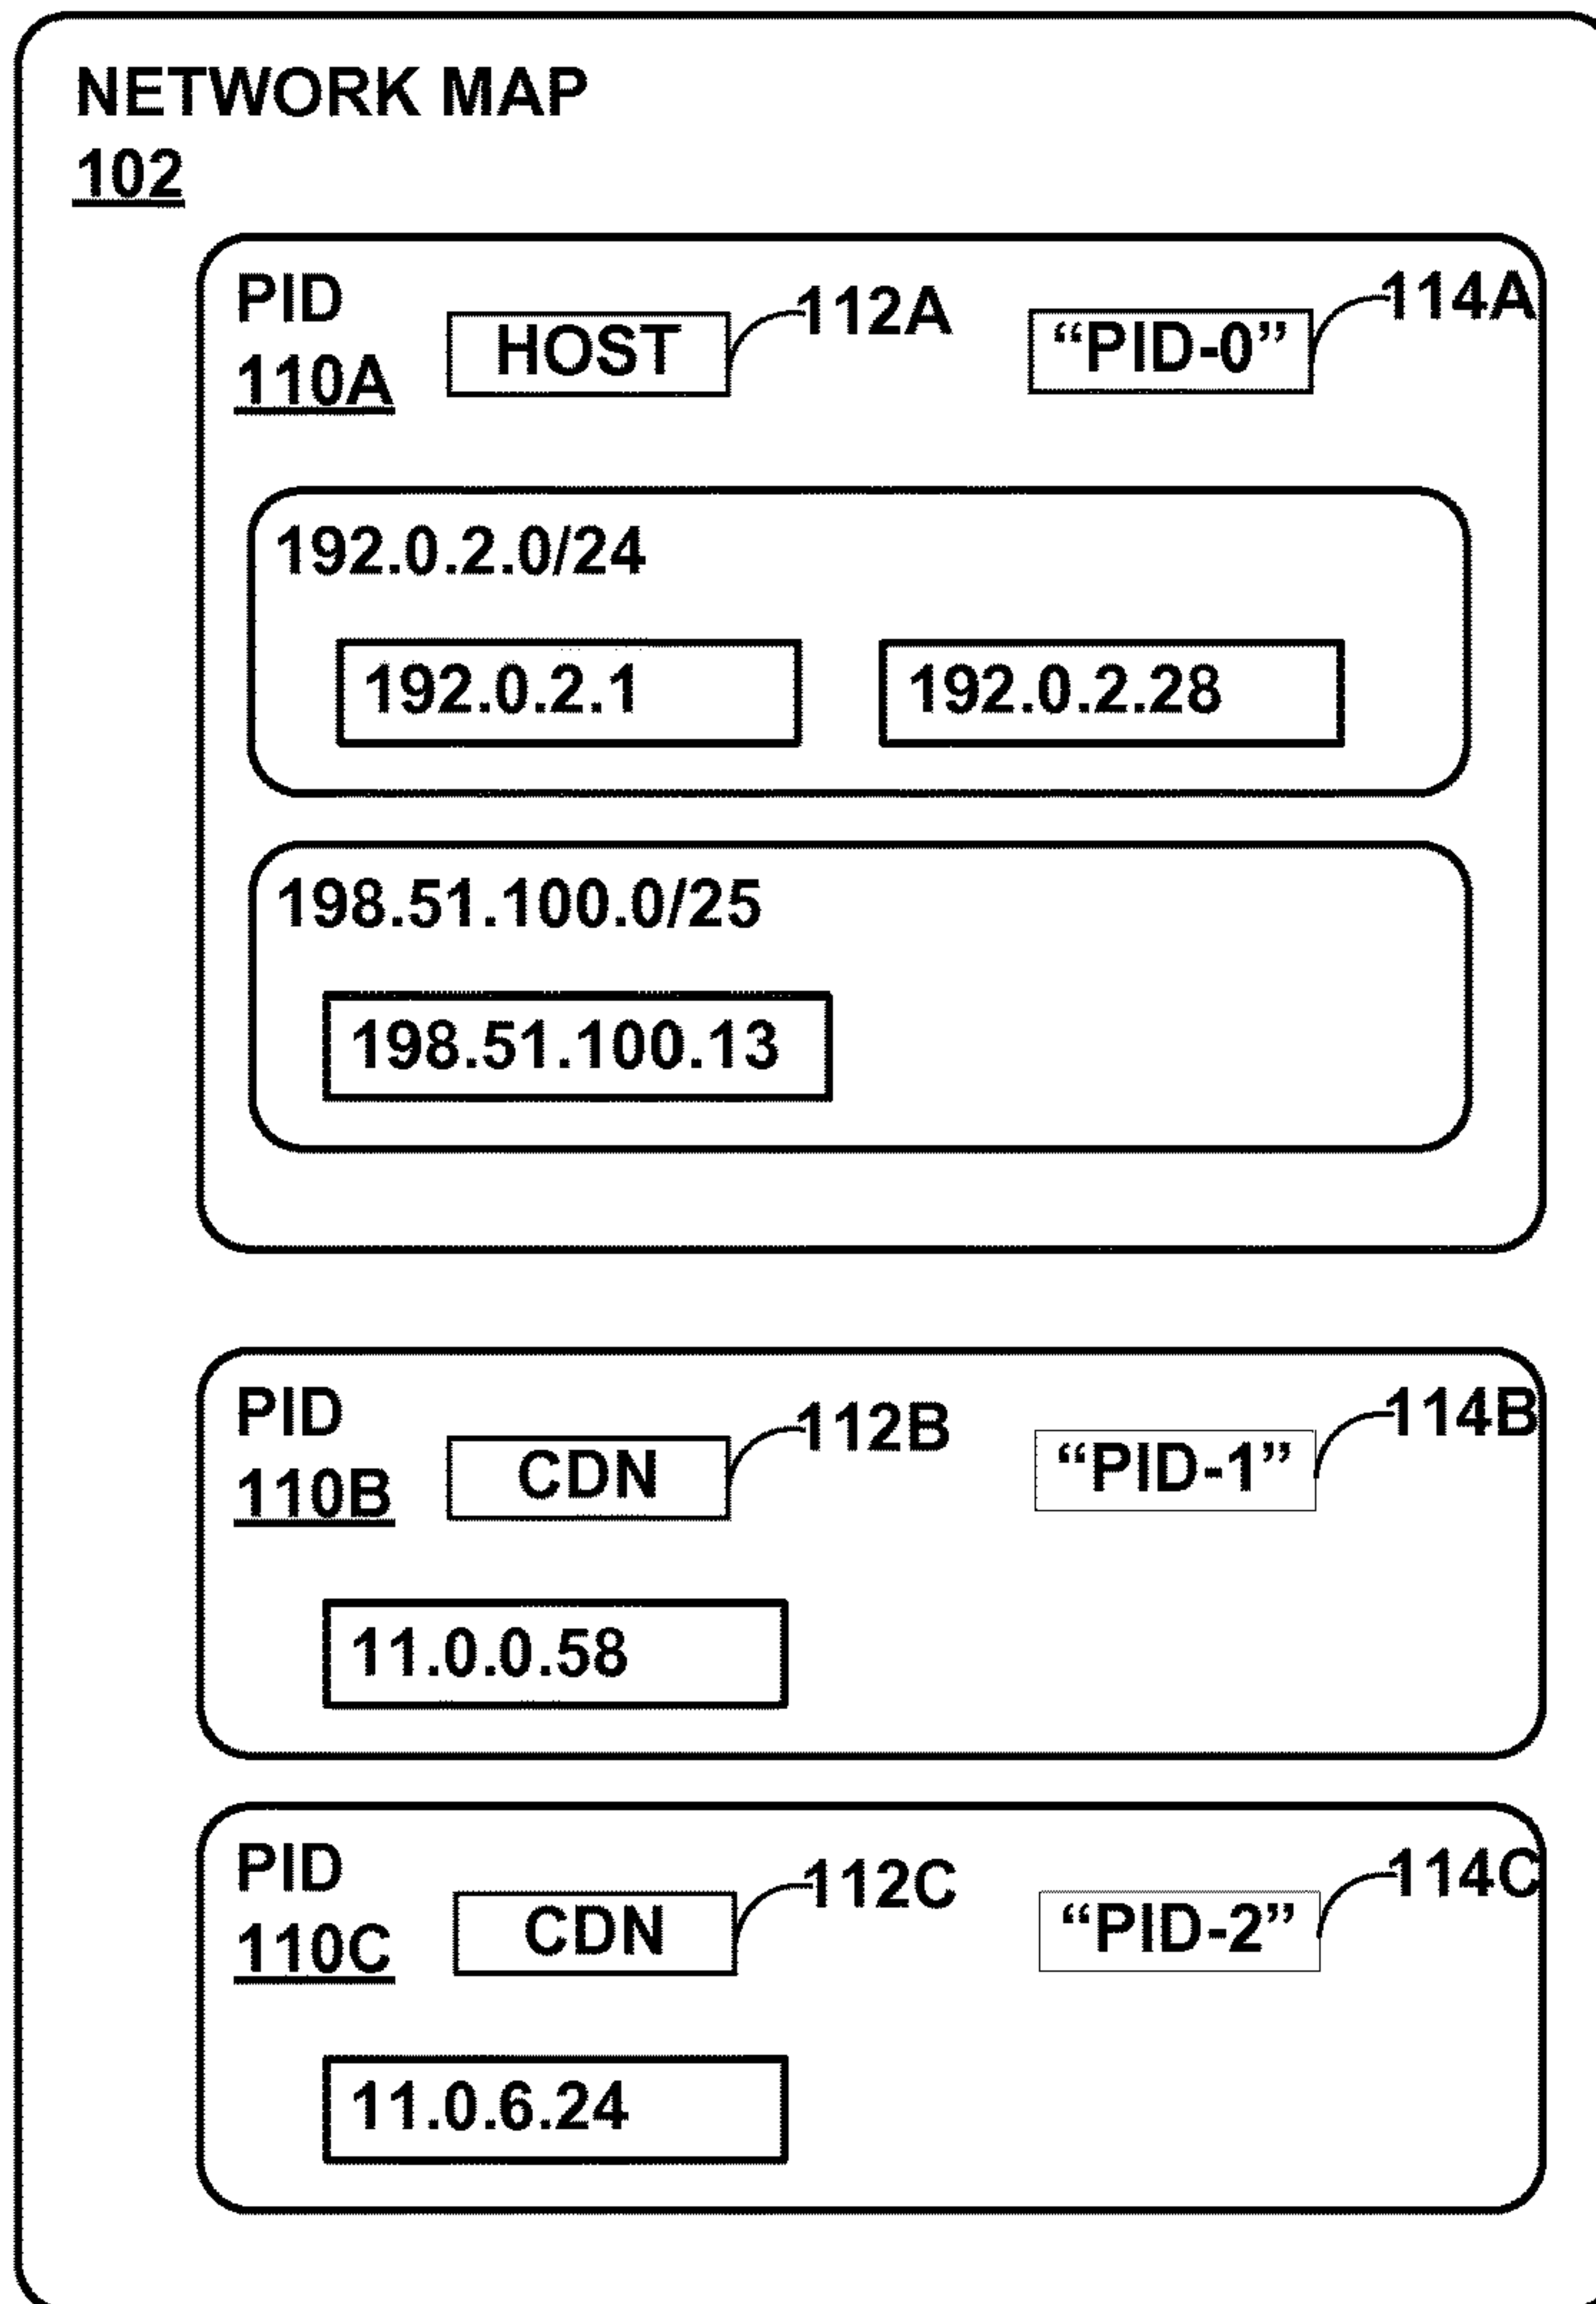 NETWORK MAP
102
PID
110A
HOST
112A
“PID-0”
114A
192.0.2.0/24
192.0.2.1
192.0.2.28
198.51.100.0/25
198.51.100.13
PID
110B
CDN
112B
“PID-1”
114B
11.0.0.58
PID
110C
CDN
112C
“PID-2”
114C
11.0.6.24